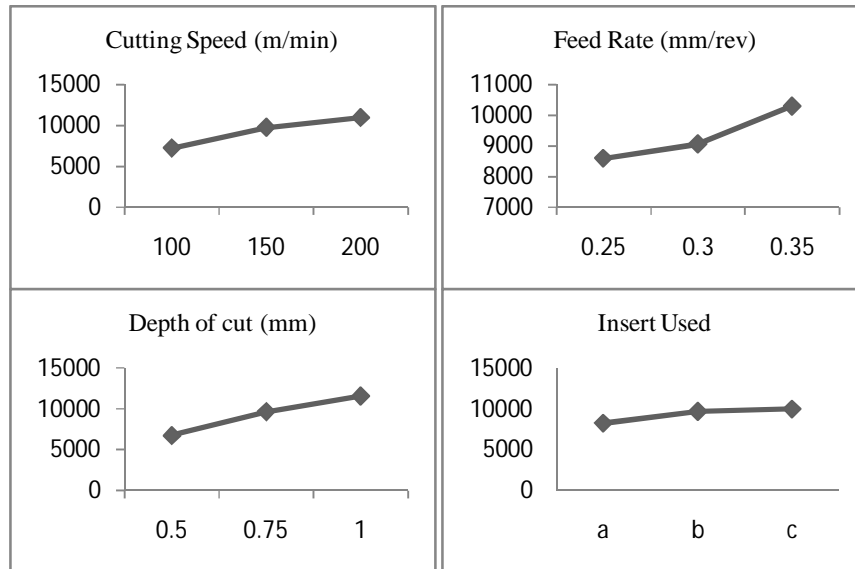 Cutting Speed (m/min)
15000
10000
5000
0
100 150 200
Feed Rate (mm/rev)
11000
10000
9000
8000
7000
0.25 0.3 0.35
Depth of cut (mm)
15000
10000
5000
0
0.5 0.75 1
Insert Used
15000
10000
5000
0
a b c